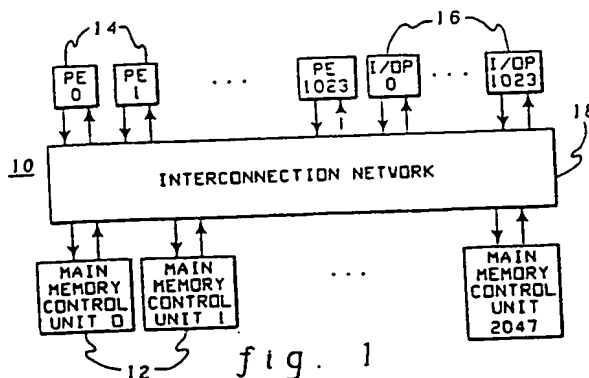 14
16
PE
0
PE
1
...
PE
1023
I/OP
0
...
I/OP
1023
18
10
INTERCONNECTION NETWORK
MAIN
MEMORY
CONTROL
UNIT 0
MAIN
MEMORY
CONTROL
UNIT 1
...
MAIN
MEMORY
CONTROL
UNIT
2047
12
fig. 1